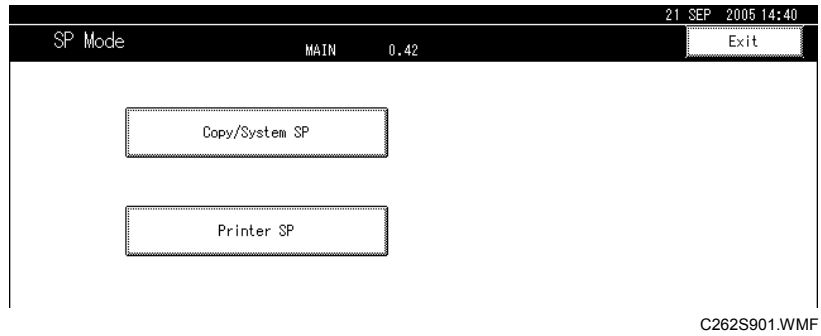 21 SEP 2005 14:40
SP Mode MAIN 0.42 Exit
Copy/System SP
Printer SP
C262S901.WMF